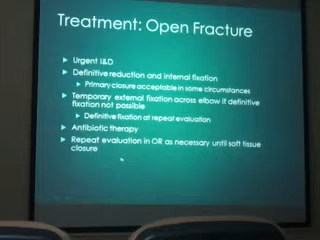 Treatment: Open Fracture
Urgent I&D
Definitive reduction and internal fixation
Primary closure acceptable in some circumstances
Temporary external fixation across elbow if definitive
fixation not possible
Definitive fixation at repeat evaluation
Antibiotic therapy
Repeat evaluation in OR as necessary until soft tissue
closure